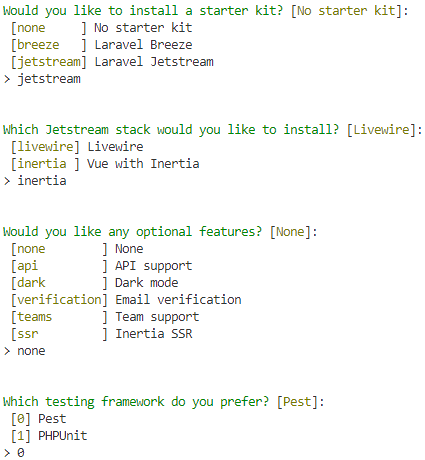 Would you like to install a starter kit? [No starter kit]:
 [none     ] No starter kit
 [breeze   ] Laravel Breeze
 [jetstream] Laravel Jetstream
> jetstream
Which Jetstream stack would you like to install? [Livewire]:
 [livewire] Livewire
 [inertia ] Vue with Inertia
> inertia
Would you like any optional features? [None]:
 [none        ] None
 [api         ] API support
 [dark        ] Dark mode
 [verification] Email verification
 [teams       ] Team support
 [ssr         ] Inertia SSR
> none
Which testing framework do you prefer? [Pest]:
 [0] Pest
 [1] PHPUnit
> 0